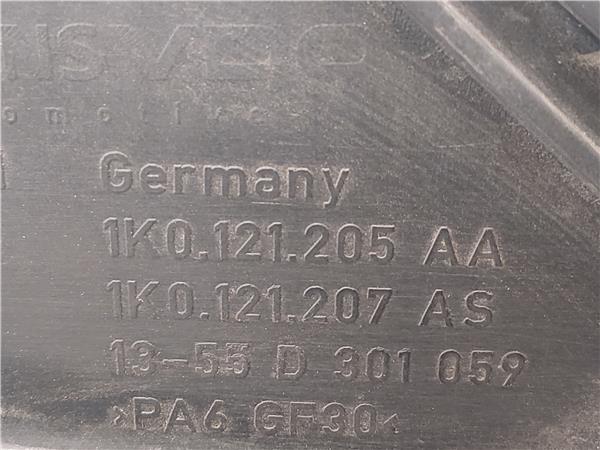 Germany
1K0.121.205 AA
1K0.121.207 AS
13-55 D 301 059
>PA6 GF30<